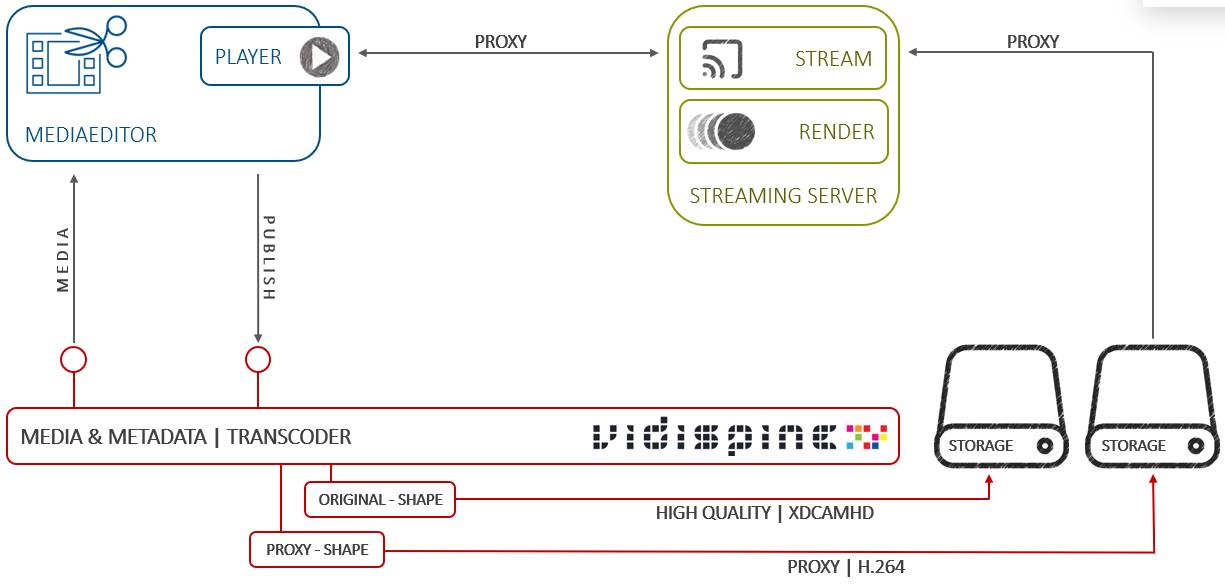 PLAYER
MEDIAEDITOR
PROXY
STREAM
RENDER
STREAMING SERVER
PROXY
MEDIA
PUBLISH
MEDIA & METADATA | TRANSCODER
vidispine
STORAGE
STORAGE
ORIGINAL - SHAPE
HIGH QUALITY | XDCAMHD
PROXY - SHAPE
PROXY | H.264